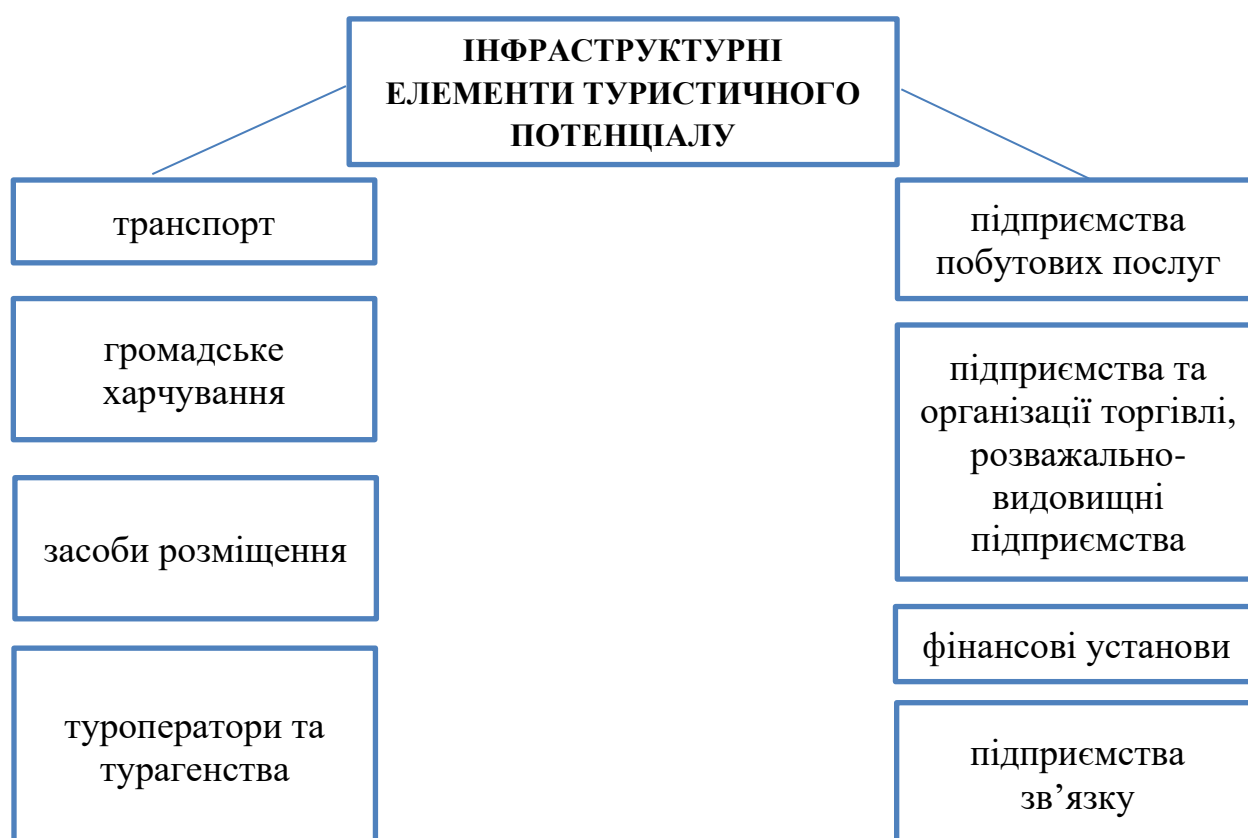 ІНФРАСТРУКТУРНІ
ЕЛЕМЕНТИ ТУРИСТИЧНОГО
ПОТЕНЦІАЛУ
транспорт
громадське
харчування
засоби розміщення
туроператори та
турагенства
підприємства
побутових послуг
підприємства та
організації торгівлі,
розважально-
видовищні
підприємства
фінансові установи
підприємства
зв’язку